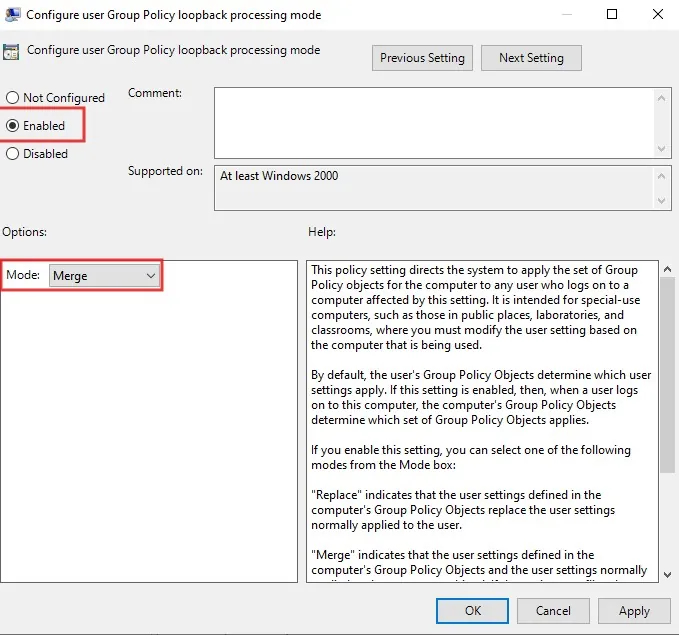 Configure user Group Policy loopback processing mode
Configure user Group Policy loopback processing mode
Previous Setting
Next Setting
Not Configured
Enabled
Disabled
Comment:
Supported on:
At least Windows 2000
Options:
Help:
Mode:
Merge
This policy setting directs the system to apply the set of Group
Policy objects for the computer to any user who logs on to a
computer affected by this setting. It is intended for special-use
computers, such as those in public places, laboratories, and
classrooms, where you must modify the user setting based on
the computer that is being used.
By default, the user's Group Policy Objects determine which user
settings apply. If this setting is enabled, then, when a user logs
on to this computer, the computer's Group Policy Objects
determine which set of Group Policy Objects applies.
If you enable this setting, you can select one of the following
modes from the Mode box:
"Replace" indicates that the user settings defined in the
computer's Group Policy Objects replace the user settings
normally applied to the user.
"Merge" indicates that the user settings defined in the
computer's Group Policy Objects and the user settings normally
OK
Cancel
Apply